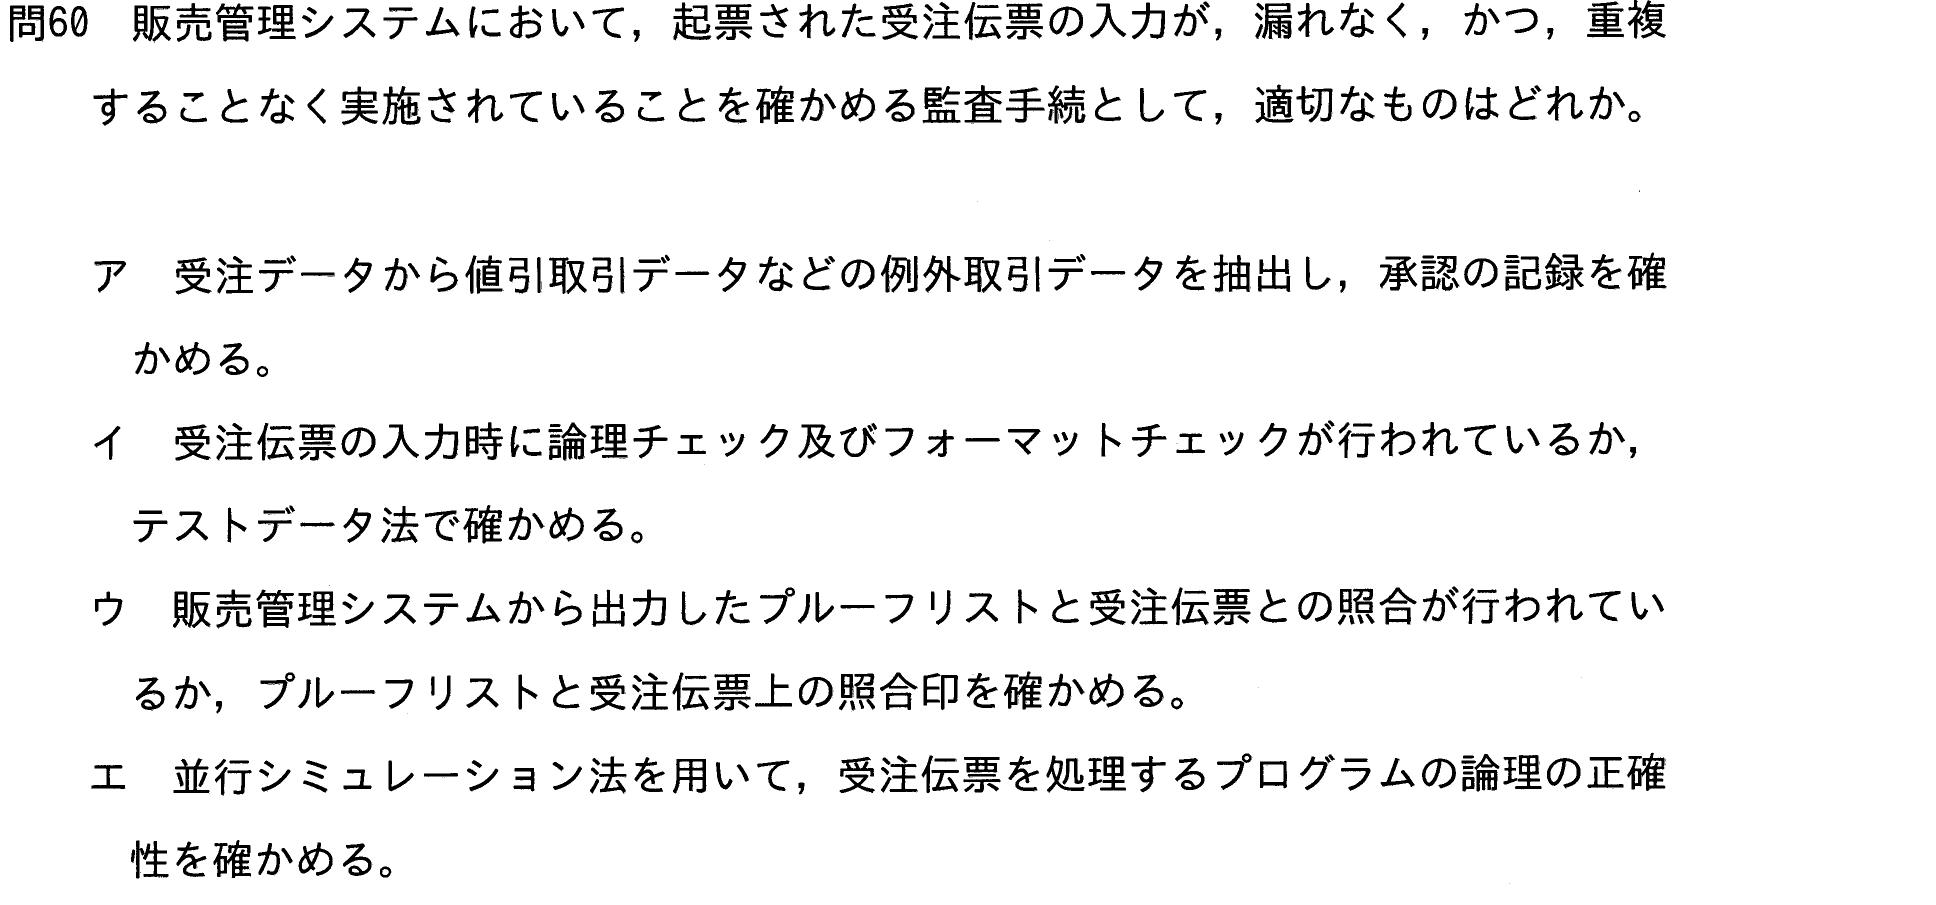 問60　販売管理システムにおいて，起票された受注伝票の入力が，漏れなく，かつ，重複
することなく実施されていることを確かめる監査手続として，適切なものはどれか。
ア　受注データから値引取引データなどの例外取引データを抽出し，承認の記録を確
かめる。
イ　受注伝票の入力時に論理チェック及びフォーマットチェックが行われているか，
テストデータ法で確かめる。
ウ　販売管理システムから出力したプルーフリストと受注伝票との照合が行われてい
るか，プルーフリストと受注伝票上の照合印を確かめる。
エ　並行シミュレーション法を用いて，受注伝票を処理するプログラムの論理の正確
性を確かめる。